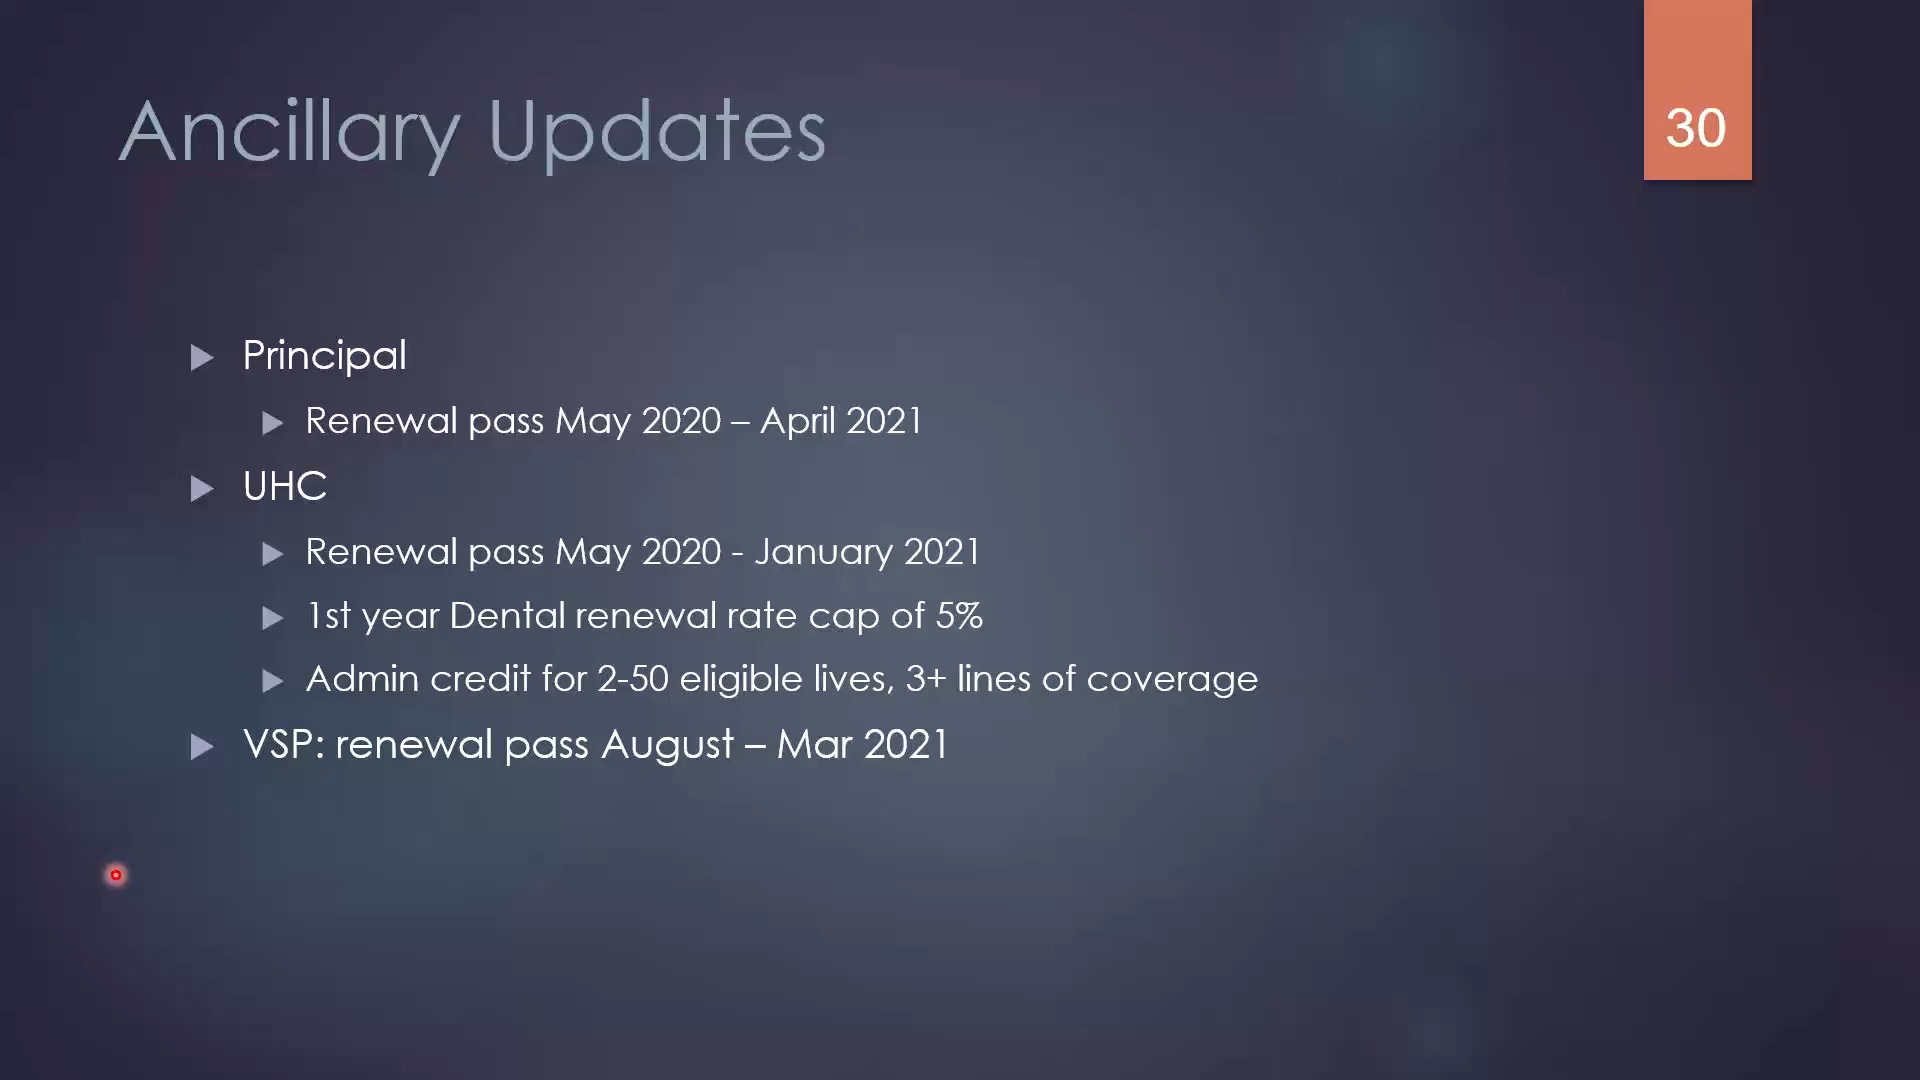 Ancillary Updates
30
Principal
Renewal pass May 2020 – April 2021
UHC
Renewal pass May 2020 - January 2021
1st year Dental renewal rate cap of 5%
Admin credit for 2-50 eligible lives, 3+ lines of coverage
VSP: renewal pass August – Mar 2021